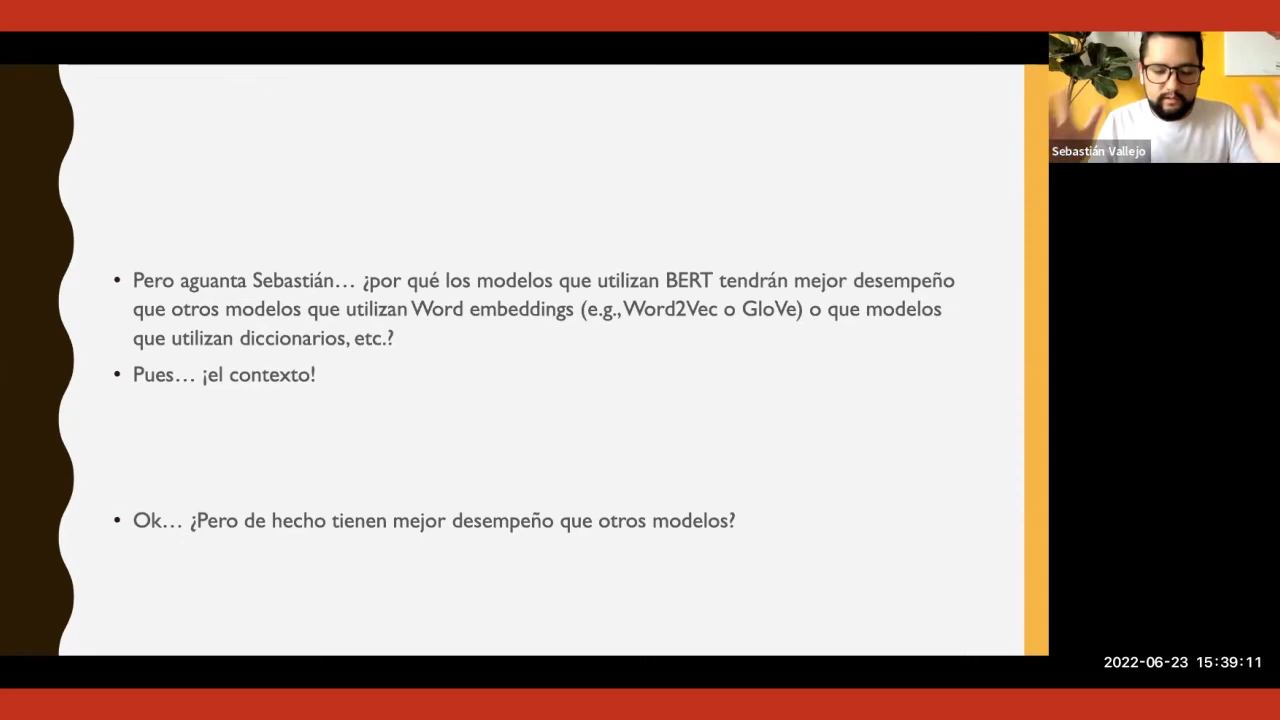 Sebastián Vallejo
• Pero aguanta Sebastián… ¿por qué los modelos que utilizan BERT tendrán mejor desempeño
que otros modelos que utilizan Word embeddings (e.g., Word2Vec o GloVe) o que modelos
que utilizan diccionarios, etc.?
• Pues… ¡el contexto!
• Ok… ¿Pero de hecho tienen mejor desempeño que otros modelos?
2022-06-23 15:39:11